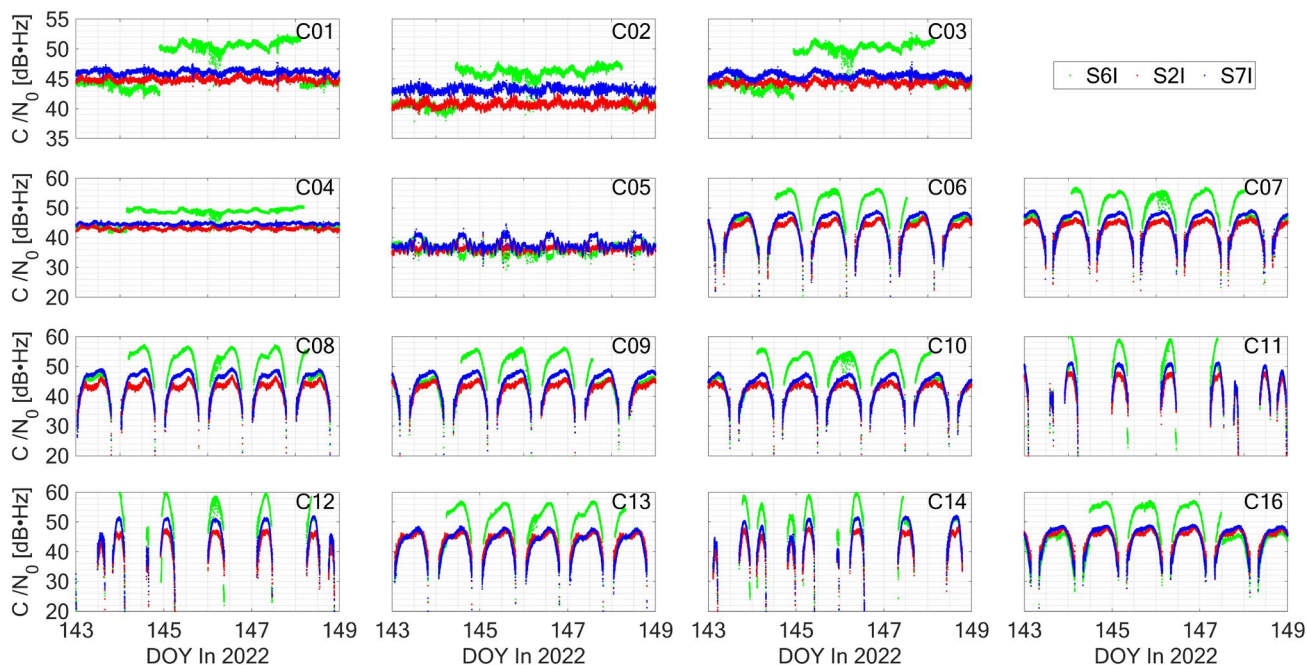 C01
C02
C03
55
50
45
40
35
C /N0 [dB•Hz]
S6I S2I S7I
C04
C05
C06
C07
60
50
40
30
20
C /N0 [dB•Hz]
C08
C09
C10
C11
60
50
40
30
20
C /N0 [dB•Hz]
C12
C13
C14
C16
60
50
40
30
20
C /N0 [dB•Hz]
143 145 147 149
143 145 147 149
143 145 147 149
143 145 147 149
DOY In 2022
DOY In 2022
DOY In 2022
DOY In 2022